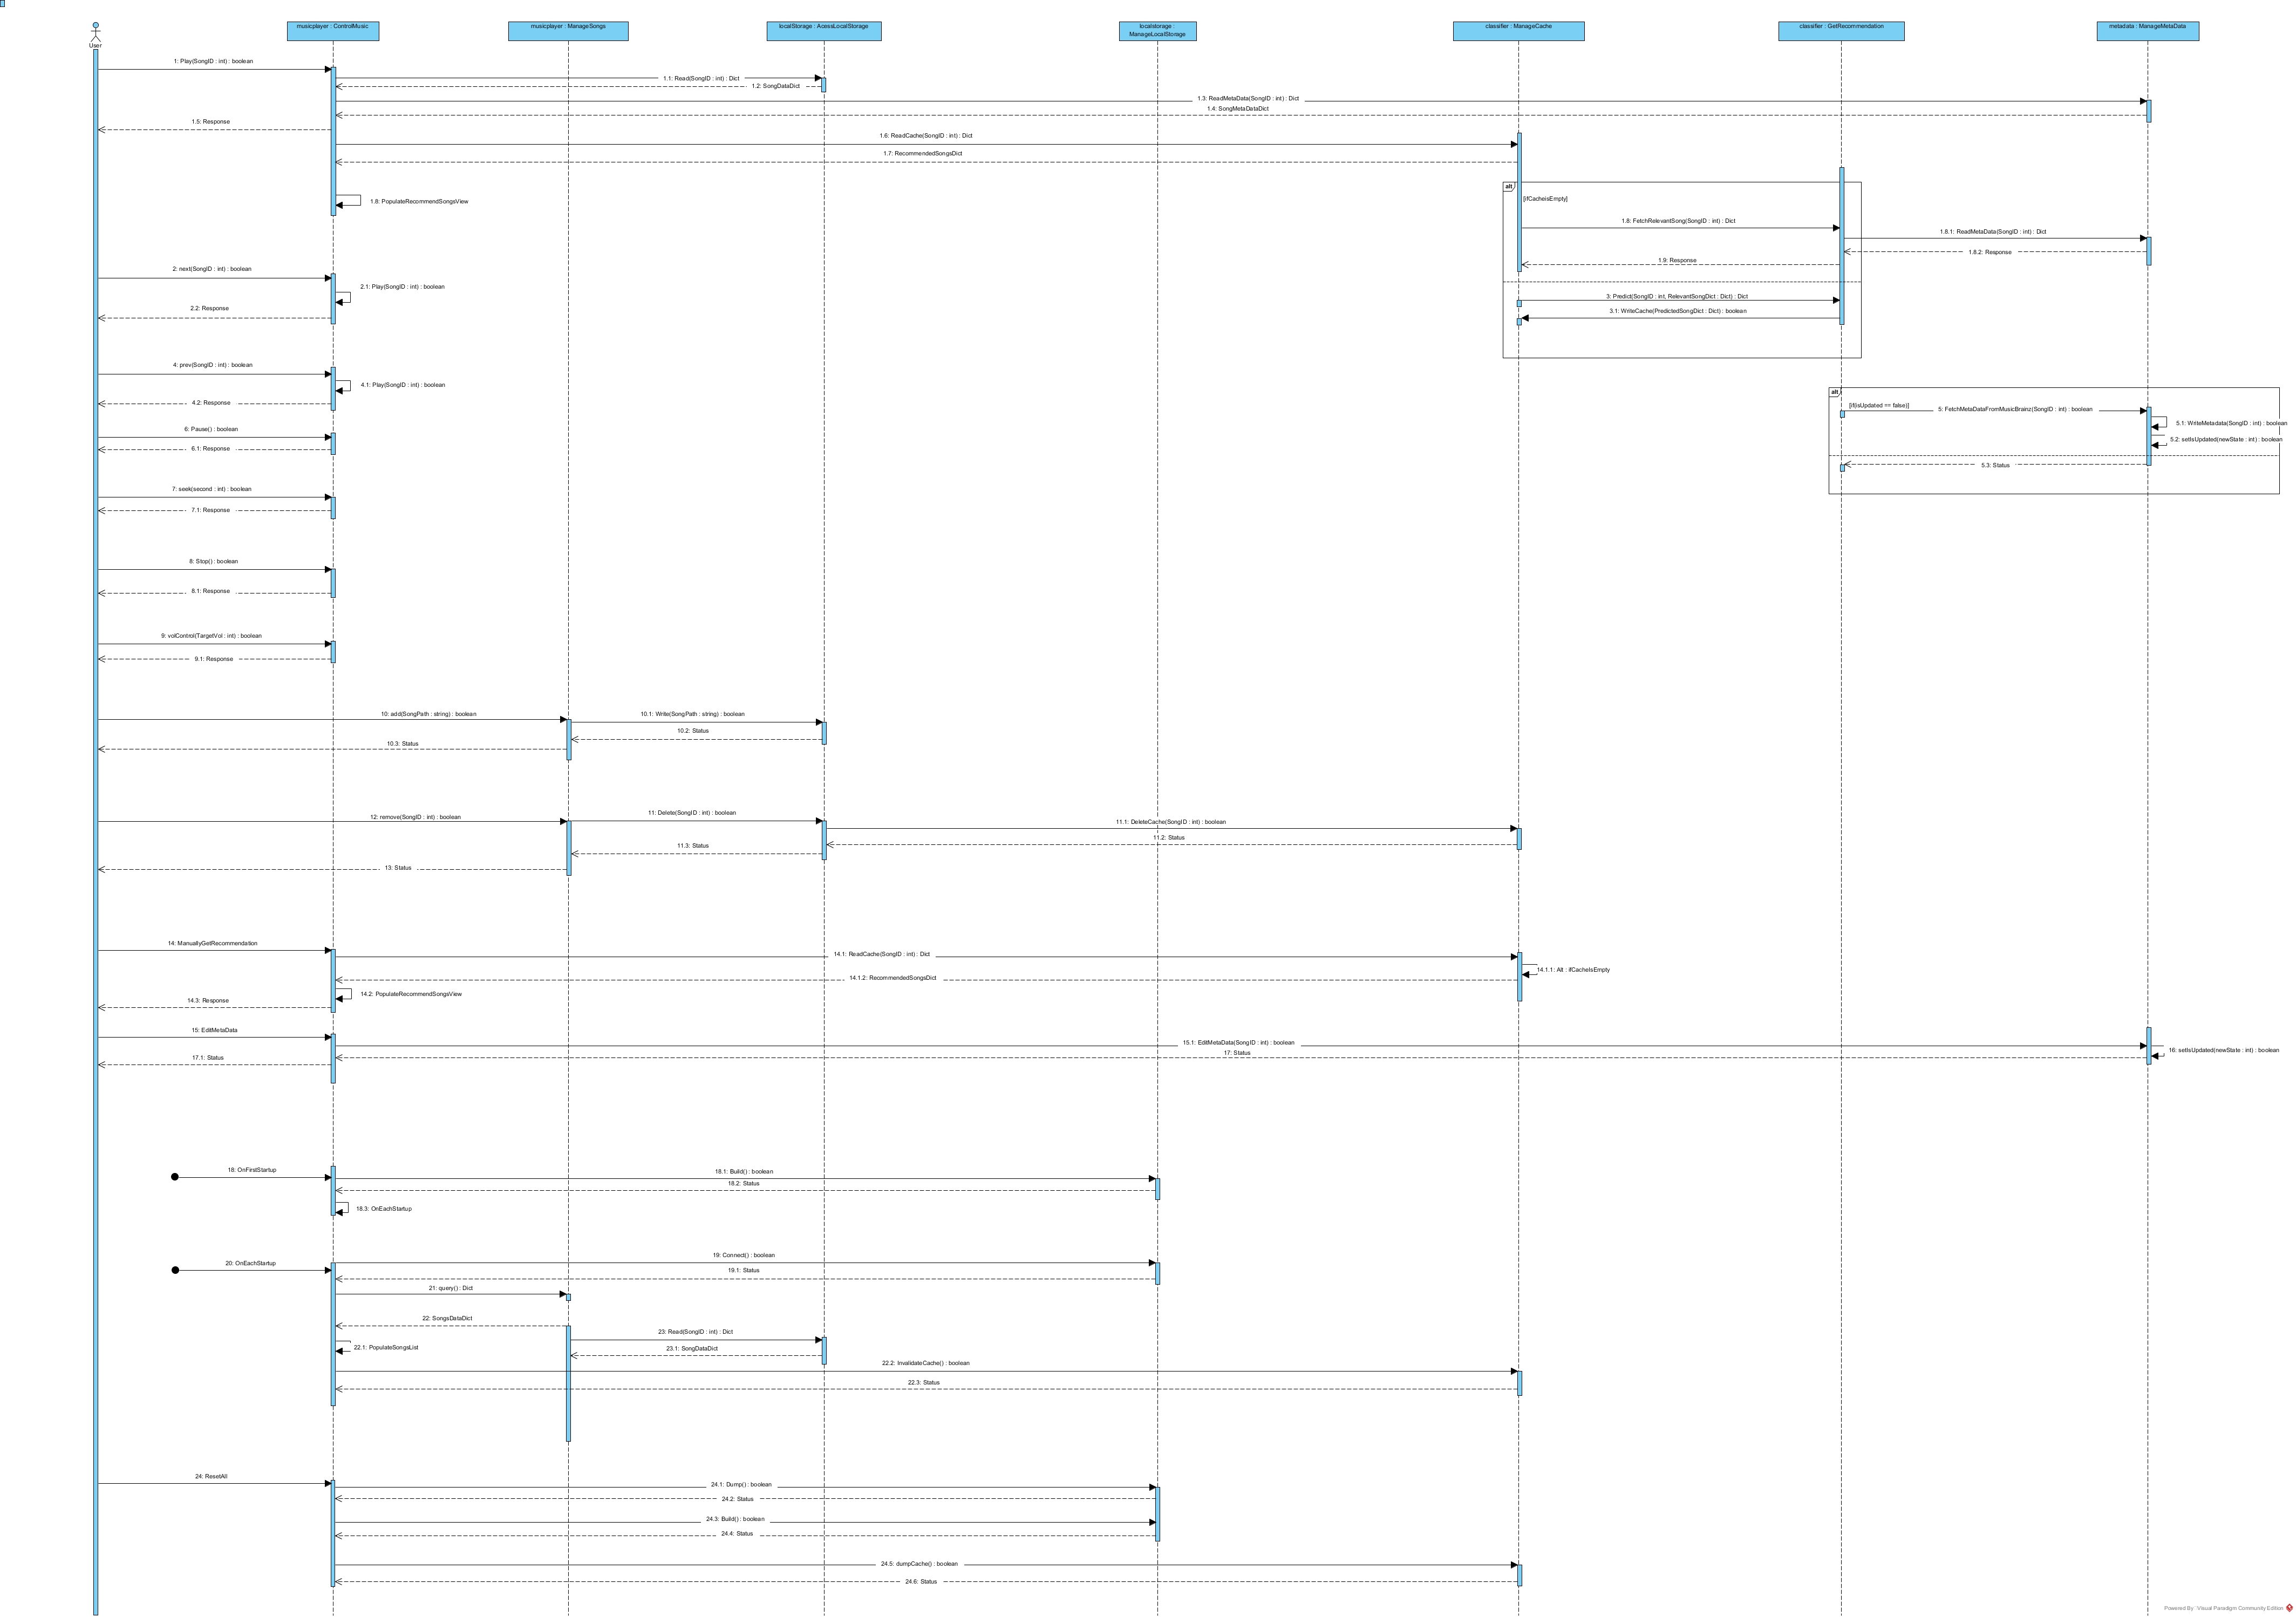 User
musicplayer : ControlMusic
musicplayer : ManageSongs
localStorage : AcessLocalStorage
localstorage :
ManageLocalStorage
classifier : ManageCache
classifier : GetRecommendation
metadata : ManageMetaData
1: Play(SongID : int) : boolean
1.1: Read(SongID : int) : Dict
1.2: SongDataDict
1.3: ReadMetaData(SongID : int) : Dict
1.4: SongMetaDataDict
1.5: Response
1.6: ReadCache(SongID : int) : Dict
1.7: RecommendedSongsDict
1.8: PopulateRecommendSongsView
alt
[ifCacheisEmpty]
1.8: FetchRelevantSong(SongID : int) : Dict
1.8.1: ReadMetaData(SongID : int) : Dict
1.8.2: Response
1.9: Response
2: next(SongID : int) : boolean
2.1: Play(SongID : int) : boolean
2.2: Response
3: Predict(SongID : int, RelevantSongDict : Dict) : Dict
3.1: WriteCache(PredictedSongDict : Dict) : boolean
4: prev(SongID : int) : boolean
4.1: Play(SongID : int) : boolean
4.2: Response
alt
[if(isUpdated == false)]
5: FetchMetaDataFromMusicBrainz(SongID : int) : boolean
5.1: WriteMetadata(SongID : int) : boolean
5.2: setIsUpdated(newState : int) : boolean
5.3: Status
6: Pause() : boolean
6.1: Response
7: seek(second : int) : boolean
7.1: Response
8: Stop() : boolean
8.1: Response
9: volControl(TargetVol : int) : boolean
9.1: Response
10: add(SongPath : string) : boolean
10.1: Write(SongPath : string) : boolean
10.2: Status
10.3: Status
12: remove(SongID : int) : boolean
11: Delete(SongID : int) : boolean
11.1: DeleteCache(SongID : int) : boolean
11.2: Status
11.3: Status
13: Status
14: ManuallyGetRecommendation
14.1: ReadCache(SongID : int) : Dict
14.1.1: Alt : ifCacheIsEmpty
14.1.2: RecommendedSongsDict
14.2: PopulateRecommendSongsView
14.3: Response
15: EditMetaData
15.1: EditMetaData(SongID : int) : boolean
16: setIsUpdated(newState : int) : boolean
17: Status
17.1: Status
18: OnFirstStartup
18.1: Build() : boolean
18.2: Status
18.3: OnEachStartup
19: Connect() : boolean
20: OnEachStartup
19.1: Status
21: query() : Dict
22: SongsDataDict
23: Read(SongID : int) : Dict
22.1: PopulateSongsList
23.1: SongDataDict
22.2: InvalidateCache() : boolean
22.3: Status
24: ResetAll
24.1: Dump() : boolean
24.2: Status
24.3: Build() : boolean
24.4: Status
24.5: dumpCache() : boolean
24.6: Status
Powered By Visual Paradigm Community Edition